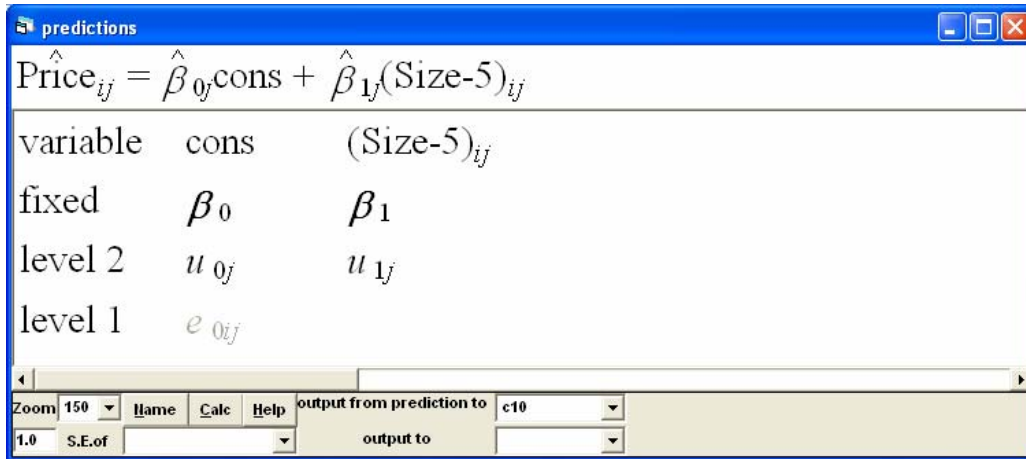 predictions
P̂rice_ij = β̂_0j cons + β̂_1j (Size-5)_ij
variable cons (Size-5)_ij
fixed β_0 β_1
level 2 u_0j u_1j
level 1 e_0ij
Zoom 150 Name Calc Help output from prediction to c10
1.0 S.E.of output to